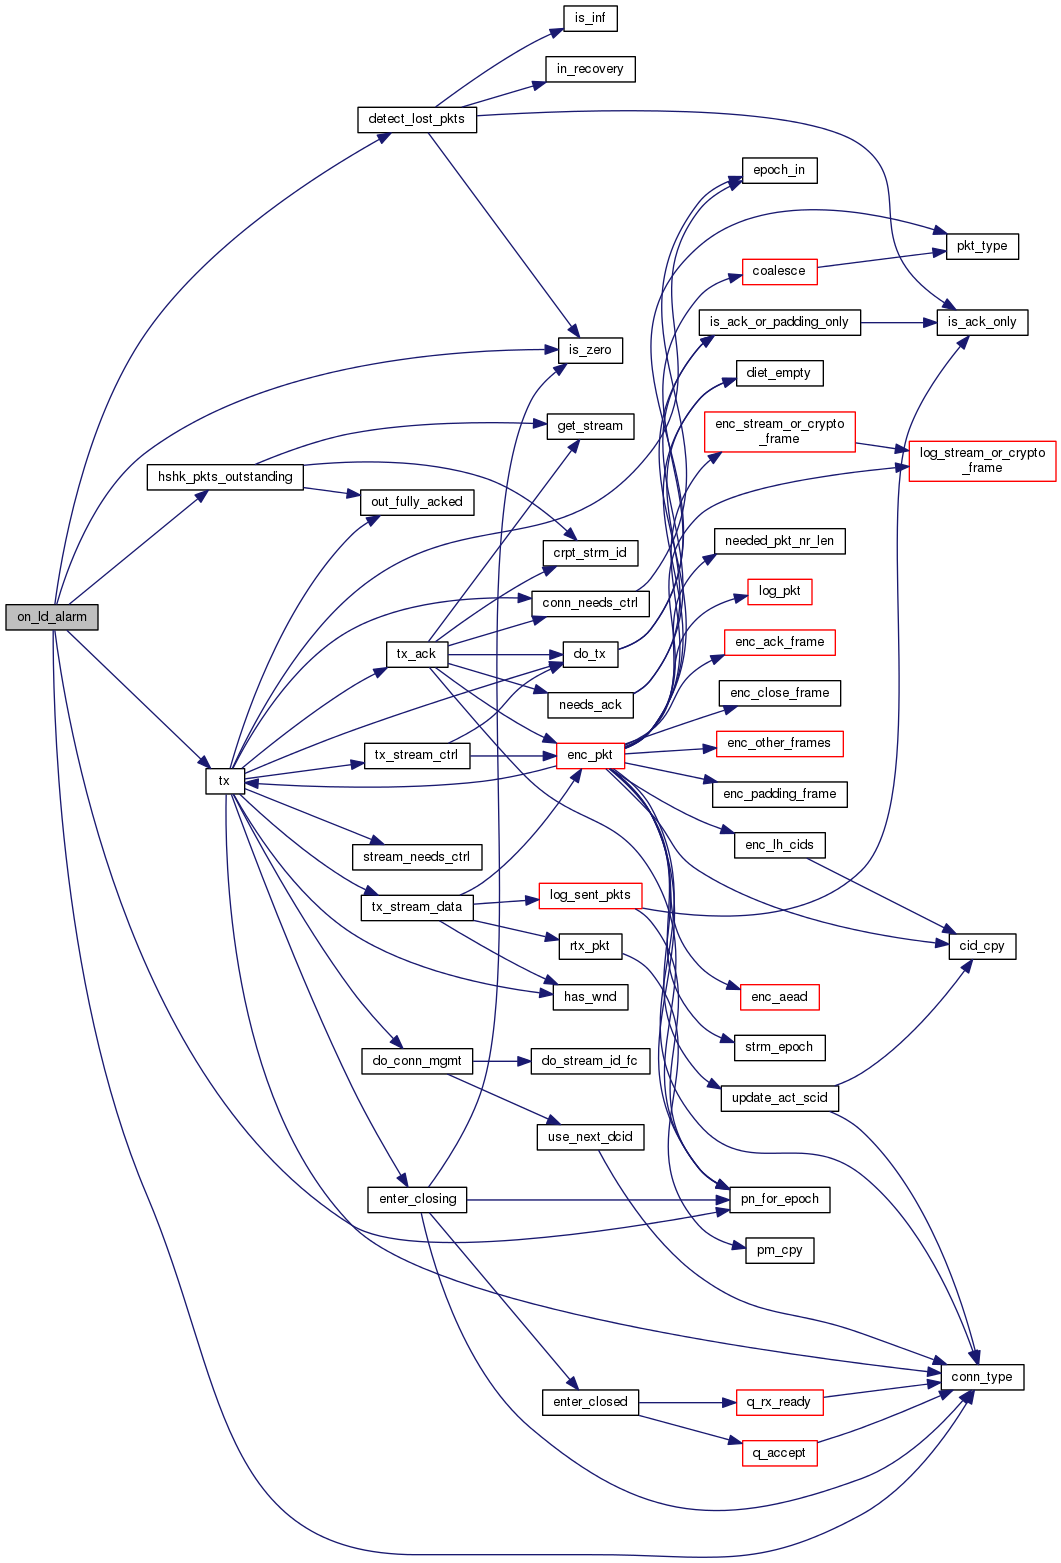 is_inf
in_recovery
detect_lost_pkts
epoch_in
pkt_type
coalesce
is_ack_or_padding_only
is_ack_only
is_zero
diet_empty
get_stream
enc_stream_or_crypto
_frame
log_stream_or_crypto
_frame
hshk_pkts_outstanding
out_fully_acked
needed_pkt_nr_len
crpt_strm_id
log_pkt
conn_needs_ctrl
on_ld_alarm
enc_ack_frame
tx_ack
do_tx
enc_close_frame
needs_ack
enc_other_frames
tx_stream_ctrl
enc_pkt
tx
enc_padding_frame
enc_lh_cids
stream_needs_ctrl
log_sent_pkts
tx_stream_data
rtx_pkt
cid_cpy
has_wnd
enc_aead
strm_epoch
do_conn_mgmt
do_stream_id_fc
update_act_scid
use_next_dcid
enter_closing
pn_for_epoch
pm_cpy
conn_type
enter_closed
q_rx_ready
q_accept